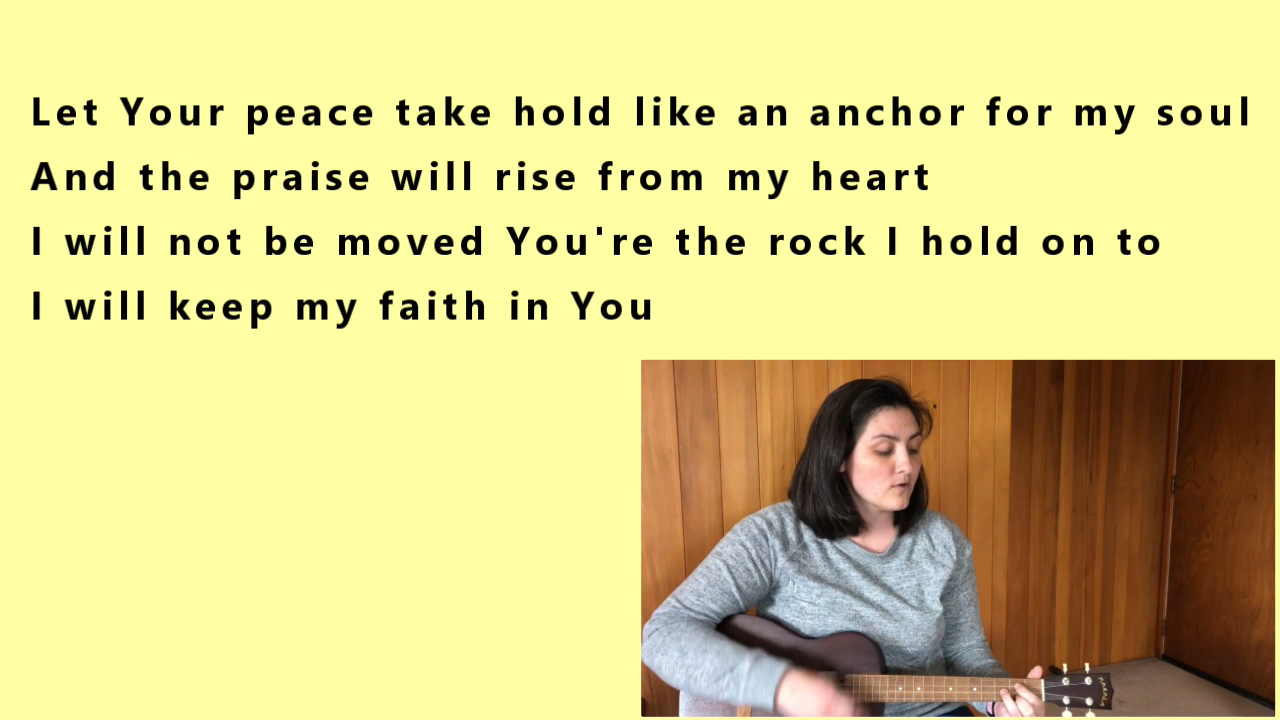 Let Your peace take hold like an anchor for my soul
And the praise will rise from my heart
I will not be moved You're the rock I hold on to
I will keep my faith in You